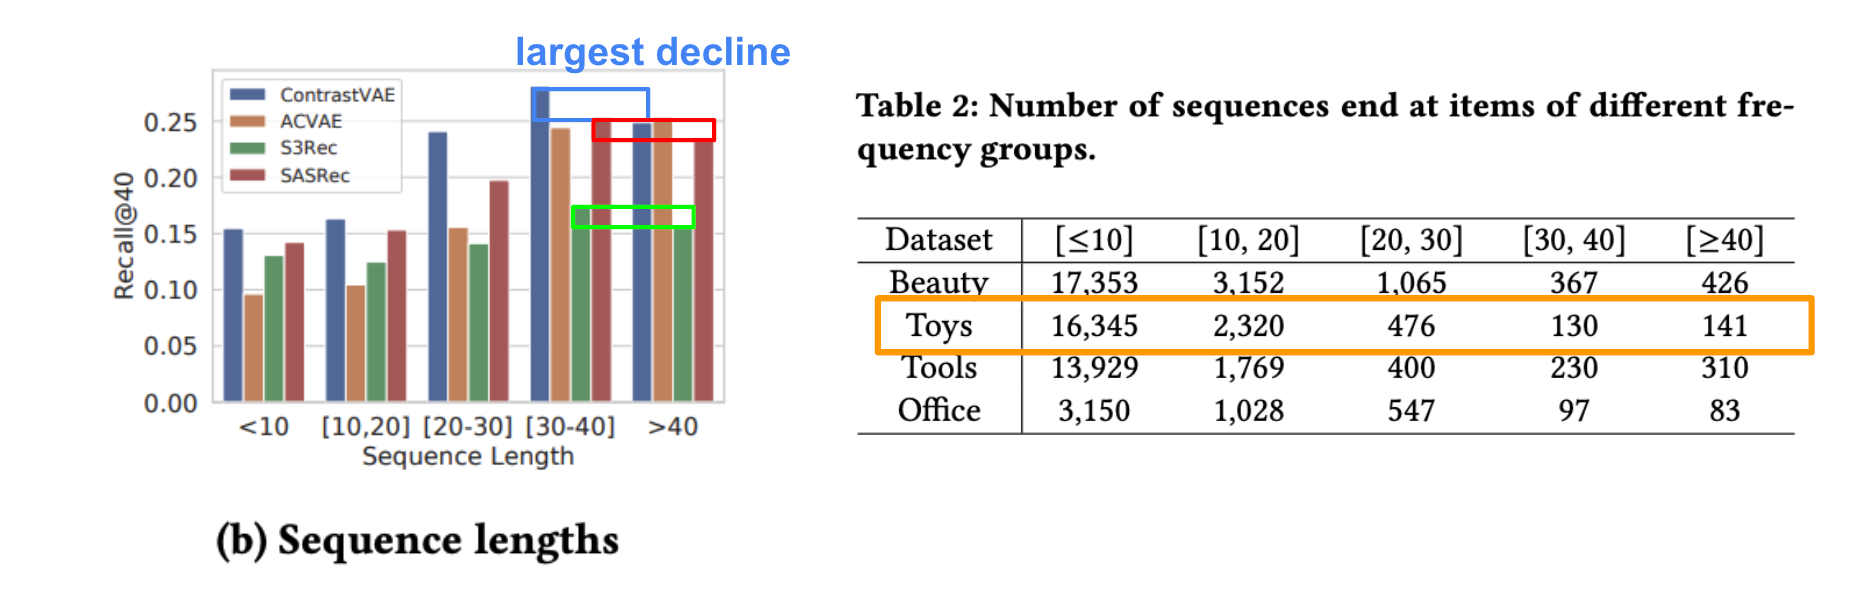 largest decline
ContrastVAE
ACVAE
S3Rec
SASRec
Recall@40
0.25
0.20
0.15
0.10
0.05
0.00
<10 [10,20] [20-30] [30-40] >40
Sequence Length
(b) Sequence lengths
Table 2: Number of sequences end at items of different fre-
quency groups.
Dataset [≤10] [10, 20] [20, 30] [30, 40] [≥40]
Beauty 17,353 3,152 1,065 367 426
Toys 16,345 2,320 476 130 141
Tools 13,929 1,769 400 230 310
Office 3,150 1,028 547 97 83